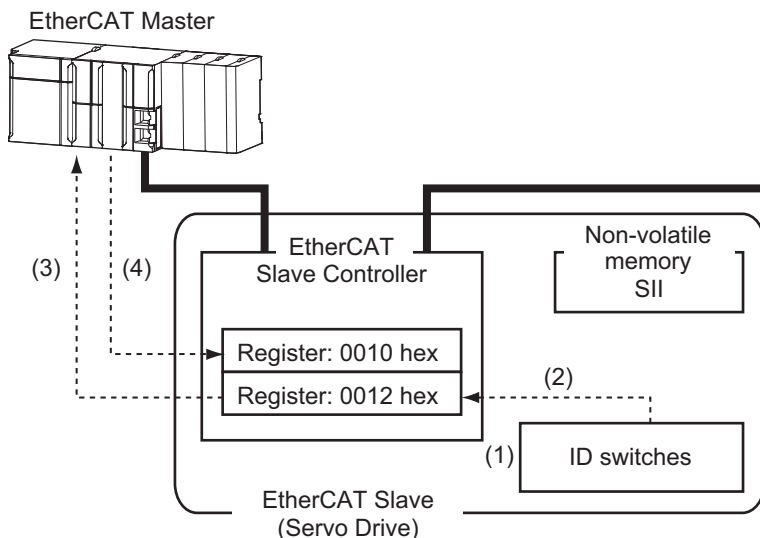 EtherCAT Master
(3)
(4)
EtherCAT
Slave Controller
Register: 0010 hex
Register: 0012 hex
Non-volatile
memory
SII
(2)
(1)
ID switches
EtherCAT Slave
(Servo Drive)